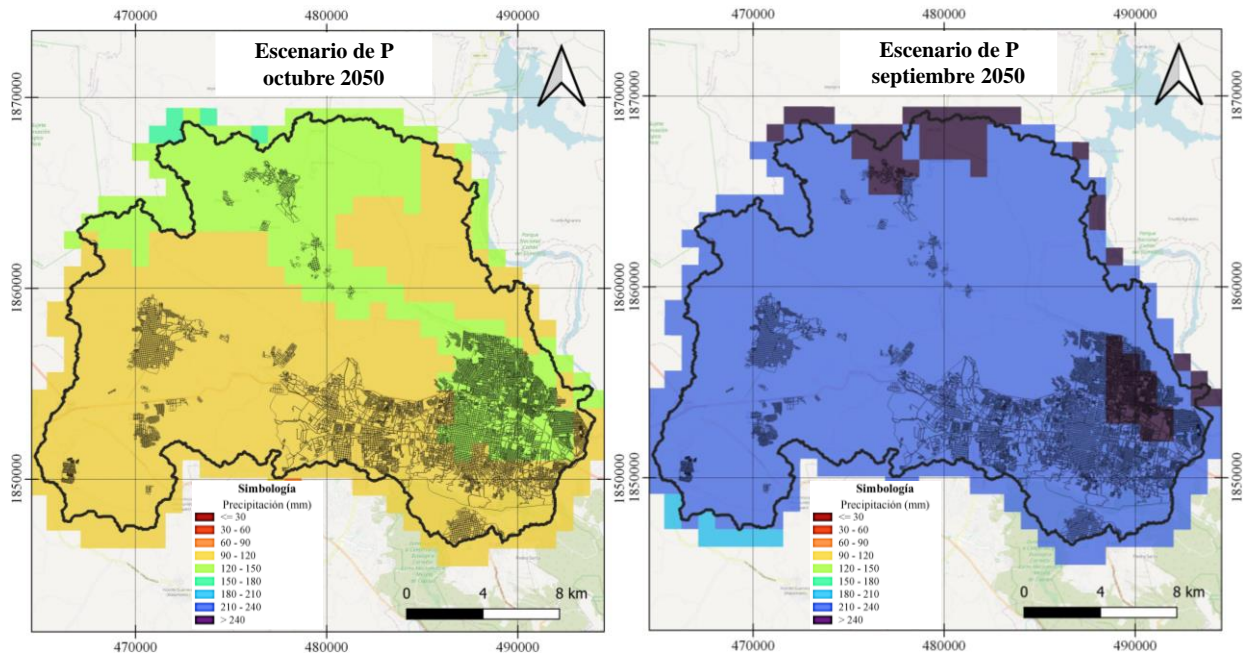 470000 480000 490000
Escenario de P
octubre 2050
1870000
1860000
1850000
Simbología
Precipitación (mm)
<= 30
30 - 60
60 - 90
90 - 120
120 - 150
150 - 180
180 - 210
210 - 240
> 240
0 4 8 km
470000 480000 490000
470000 480000 490000
Escenario de P
septiembre 2050
1870000
1860000
1850000
1870000
1860000
1850000
Simbología
Precipitación (mm)
<= 30
30 - 60
60 - 90
90 - 120
120 - 150
150 - 180
180 - 210
210 - 240
> 240
0 4 8 km
470000 480000 490000